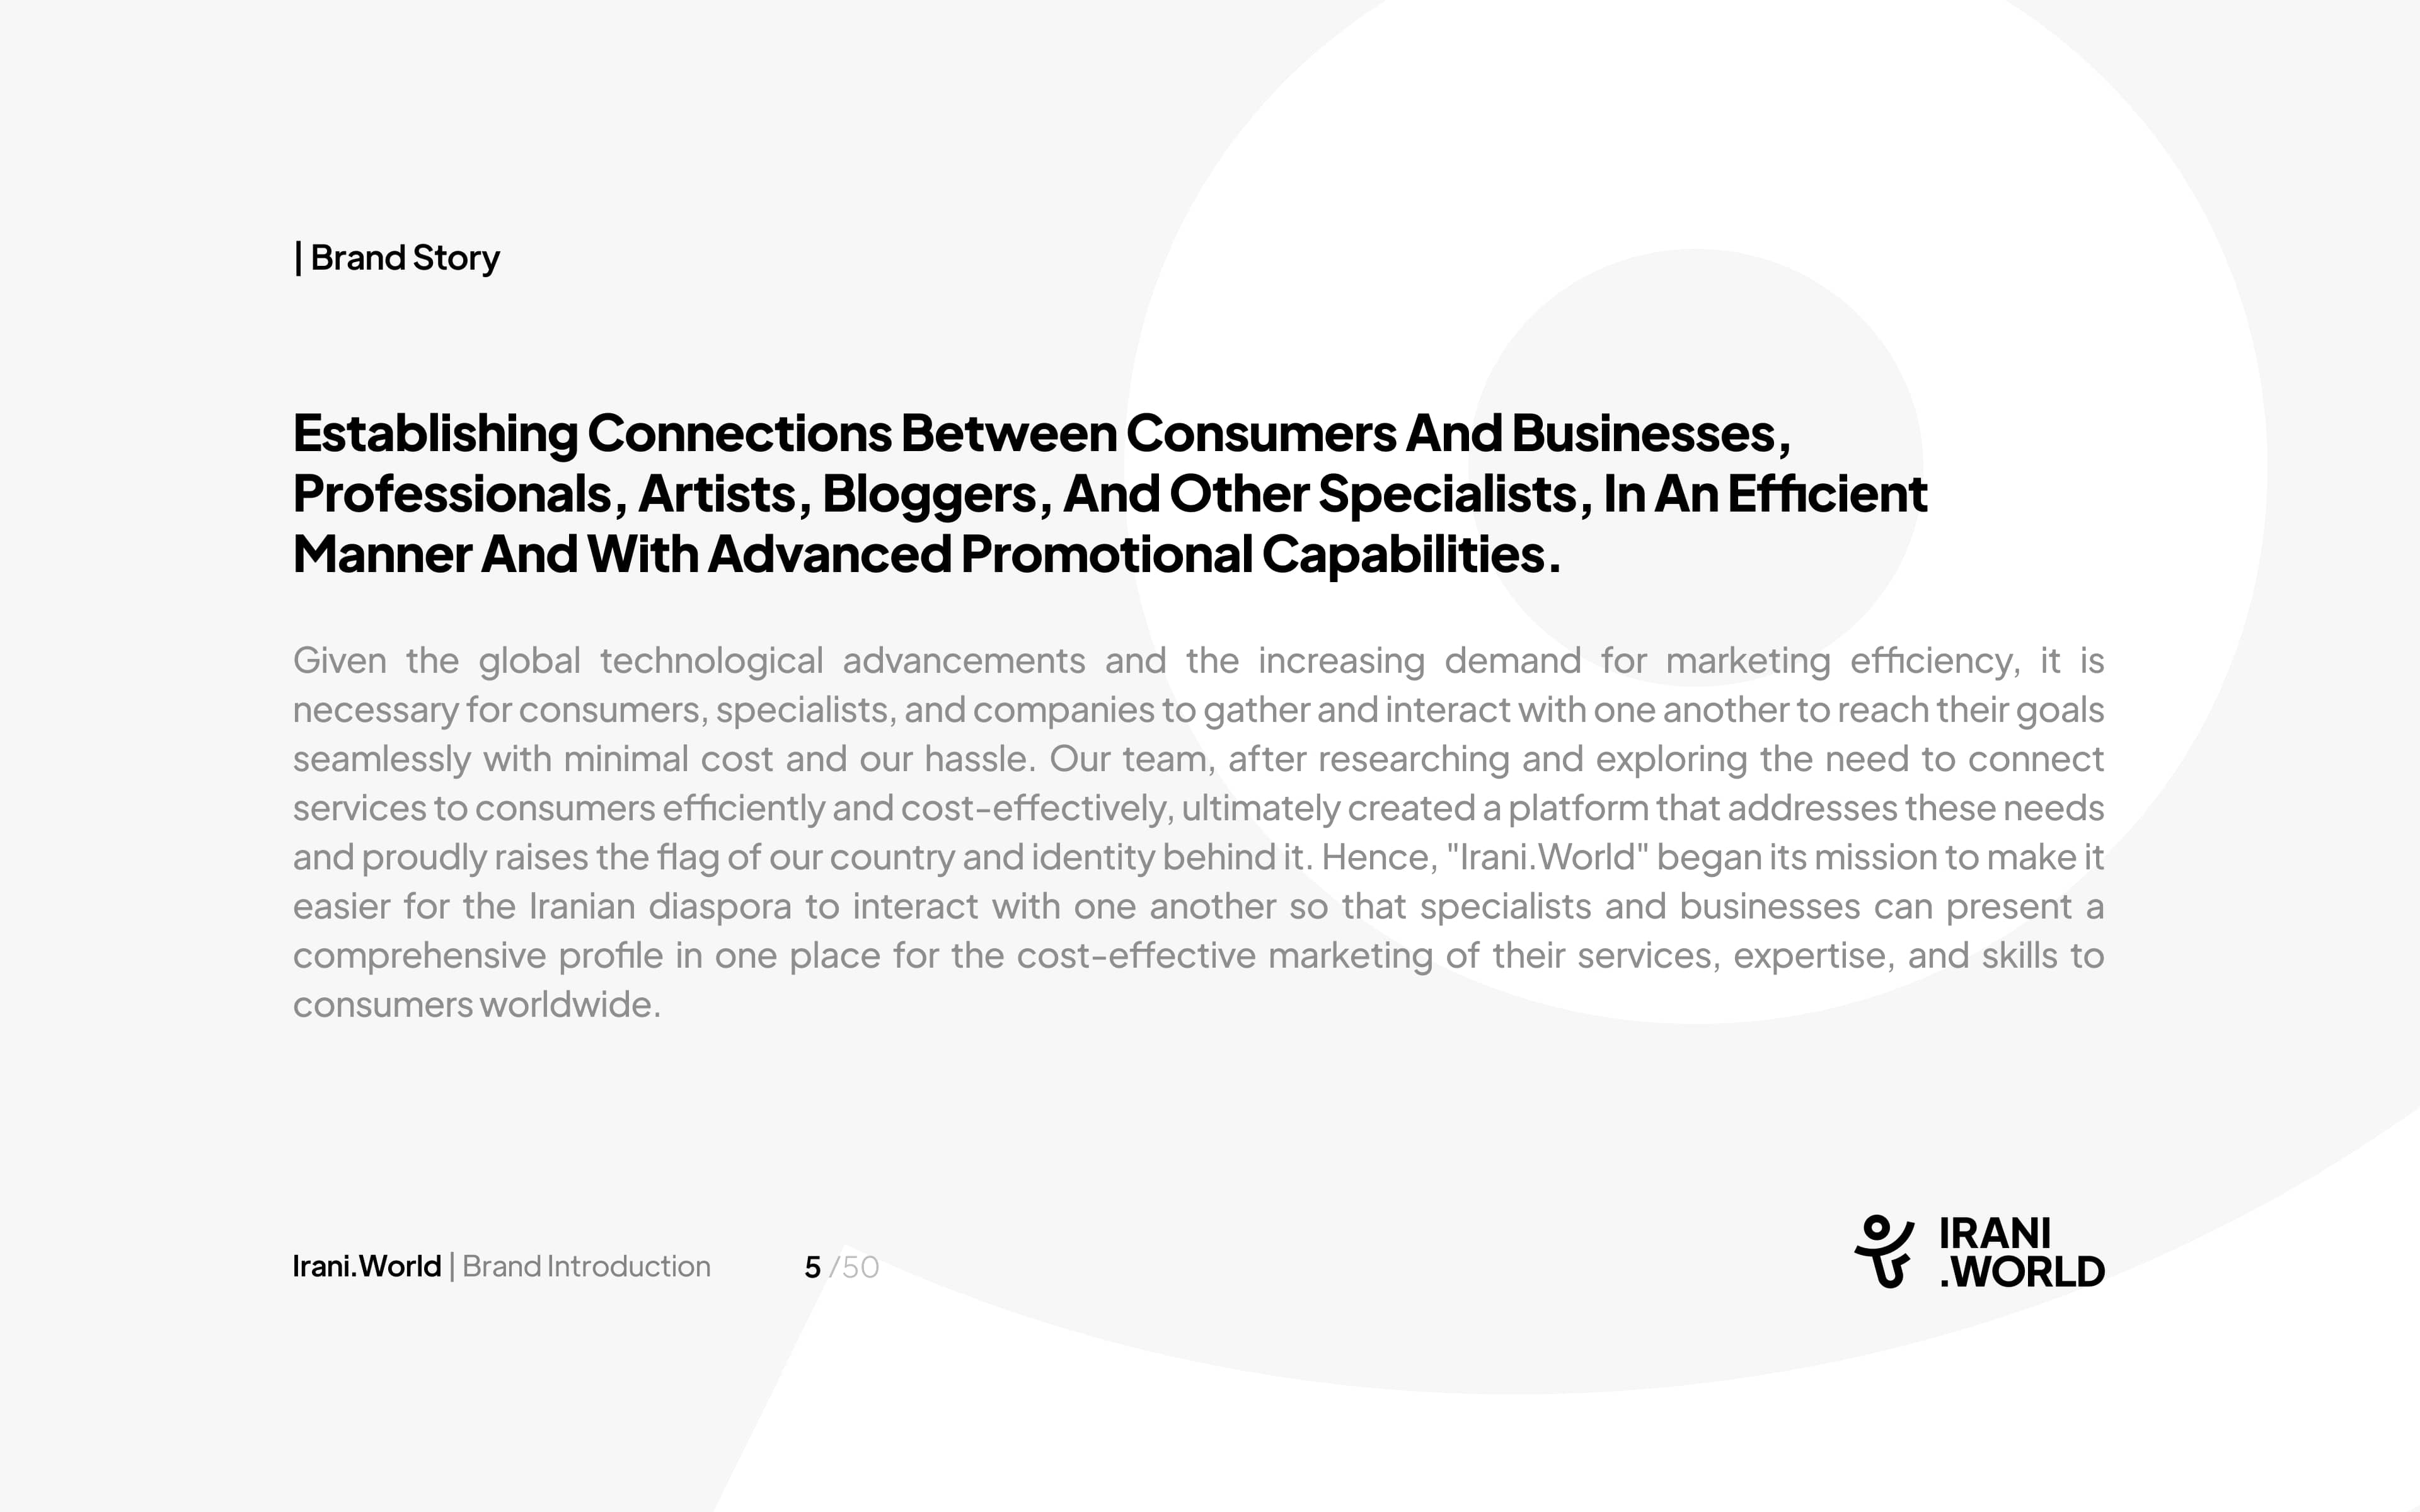 | Brand Story
Establishing Connections Between Consumers And Businesses,
Professionals, Artists, Bloggers, And Other Specialists, In An Efficient
Manner And With Advanced Promotional Capabilities.
Given the global technological advancements and the increasing demand for marketing efficiency, it is
necessary for consumers, specialists, and companies to gather and interact with one another to reach their goals
seamlessly with minimal cost and our hassle. Our team, after researching and exploring the need to connect
services to consumers efficiently and cost-effectively, ultimately created a platform that addresses these needs
and proudly raises the flag of our country and identity behind it. Hence, "Irani.World" began its mission to make it
easier for the Iranian diaspora to interact with one another so that specialists and businesses can present a
comprehensive profile in one place for the cost-effective marketing of their services, expertise, and skills to
consumers worldwide.
Irani.World | Brand Introduction 5 /50
IRANI
.WORLD